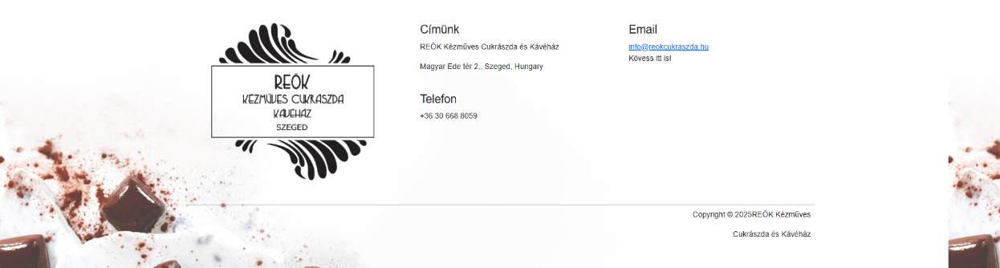 REÖK
KÉZMŰVES CUKRÁSZDA
KÁVÉHÁZ
SZEGED
Címünk
REÖK Kézműves Cukrászda és Kávéház
Magyar Ede tér 2., Szeged, Hungary
Telefon
+36 30 668 8059
Email
info@reokcukraszda.hu
Kövess itt is!
Copyright © 2025REÖK Kézműves
Cukrászda és Kávéház